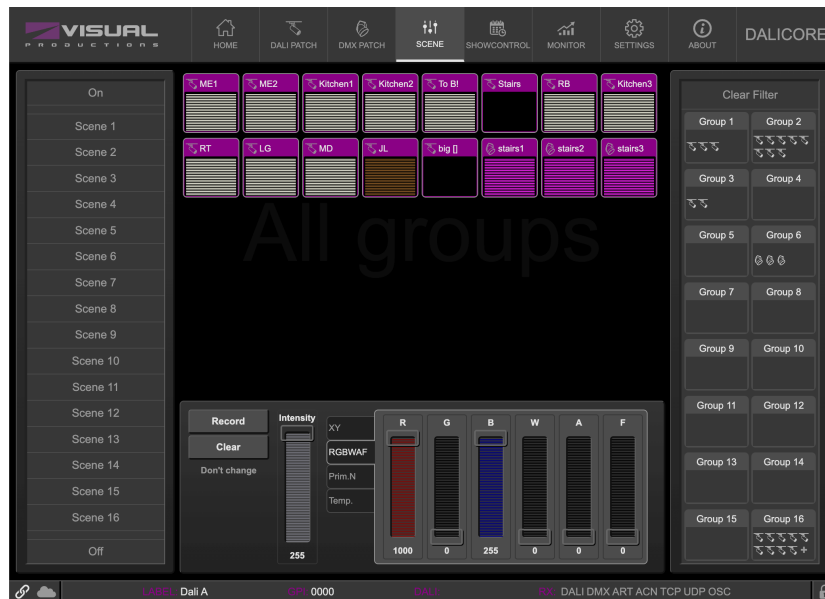 VISUAL
PRODUCTIONS
HOME
DALI PATCH
DMX PATCH
SCENE
SHOWCONTROL
MONITOR
SETTINGS
ABOUT
DALICORE
On
Scene 1
Scene 2
Scene 3
Scene 4
Scene 5
Scene 6
Scene 7
Scene 8
Scene 9
Scene 10
Scene 11
Scene 12
Scene 13
Scene 14
Scene 15
Scene 16
Off
ME1 ME2 Kitchen1 Kitchen2 To B! Stairs RB Kitchen3
RT LG MD JL big [] stairs1 stairs2 stairs3
All groups
Record
Clear
Don't change
Intensity
255
XY
RGBWAF
Prim.N
Temp.
R G B W A F
1000 0 255 0 0 0
Clear Filter
Group 1 Group 2
Group 3 Group 4
Group 5 Group 6
Group 7 Group 8
Group 9 Group 10
Group 11 Group 12
Group 13 Group 14
Group 15 Group 16
+
Dali A 0000 DALI DMX ART ACN TCP UDP OSC